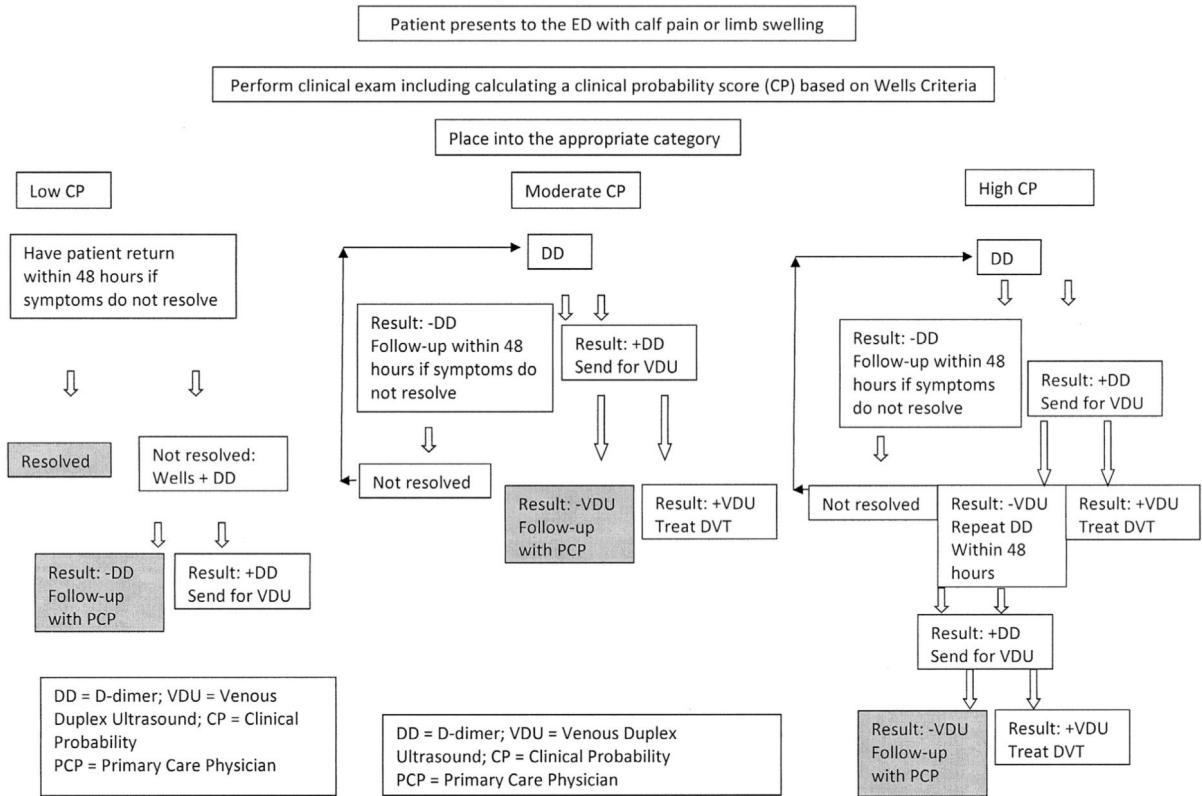 Patient presents to the ED with calf pain or limb swelling
Perform clinical exam including calculating a clinical probability score (CP) based on Wells Criteria
Place into the appropriate category
Low CP
Have patient return
within 48 hours if
symptoms do not resolve
Resolved
Not resolved:
Wells + DD
Result: -DD
Follow-up
with PCP
Result: +DD
Send for VDU
DD = D-dimer; VDU = Venous
Duplex Ultrasound; CP = Clinical
Probability
PCP = Primary Care Physician
Moderate CP
DD
Result: -DD
Follow-up within 48
hours if symptoms do
not resolve
Result: +DD
Send for VDU
Not resolved
Result: -VDU
Follow-up
with PCP
Result: +VDU
Treat DVT
DD = D-dimer; VDU = Venous Duplex
Ultrasound; CP = Clinical Probability
PCP = Primary Care Physician
High CP
DD
Result: -DD
Follow-up within 48
hours if symptoms
do not resolve
Result: +DD
Send for VDU
Not resolved
Result: -VDU
Repeat DD
Within 48
hours
Result: +VDU
Treat DVT
Result: +DD
Send for VDU
Result: -VDU
Follow-up
with PCP
Result: +VDU
Treat DVT